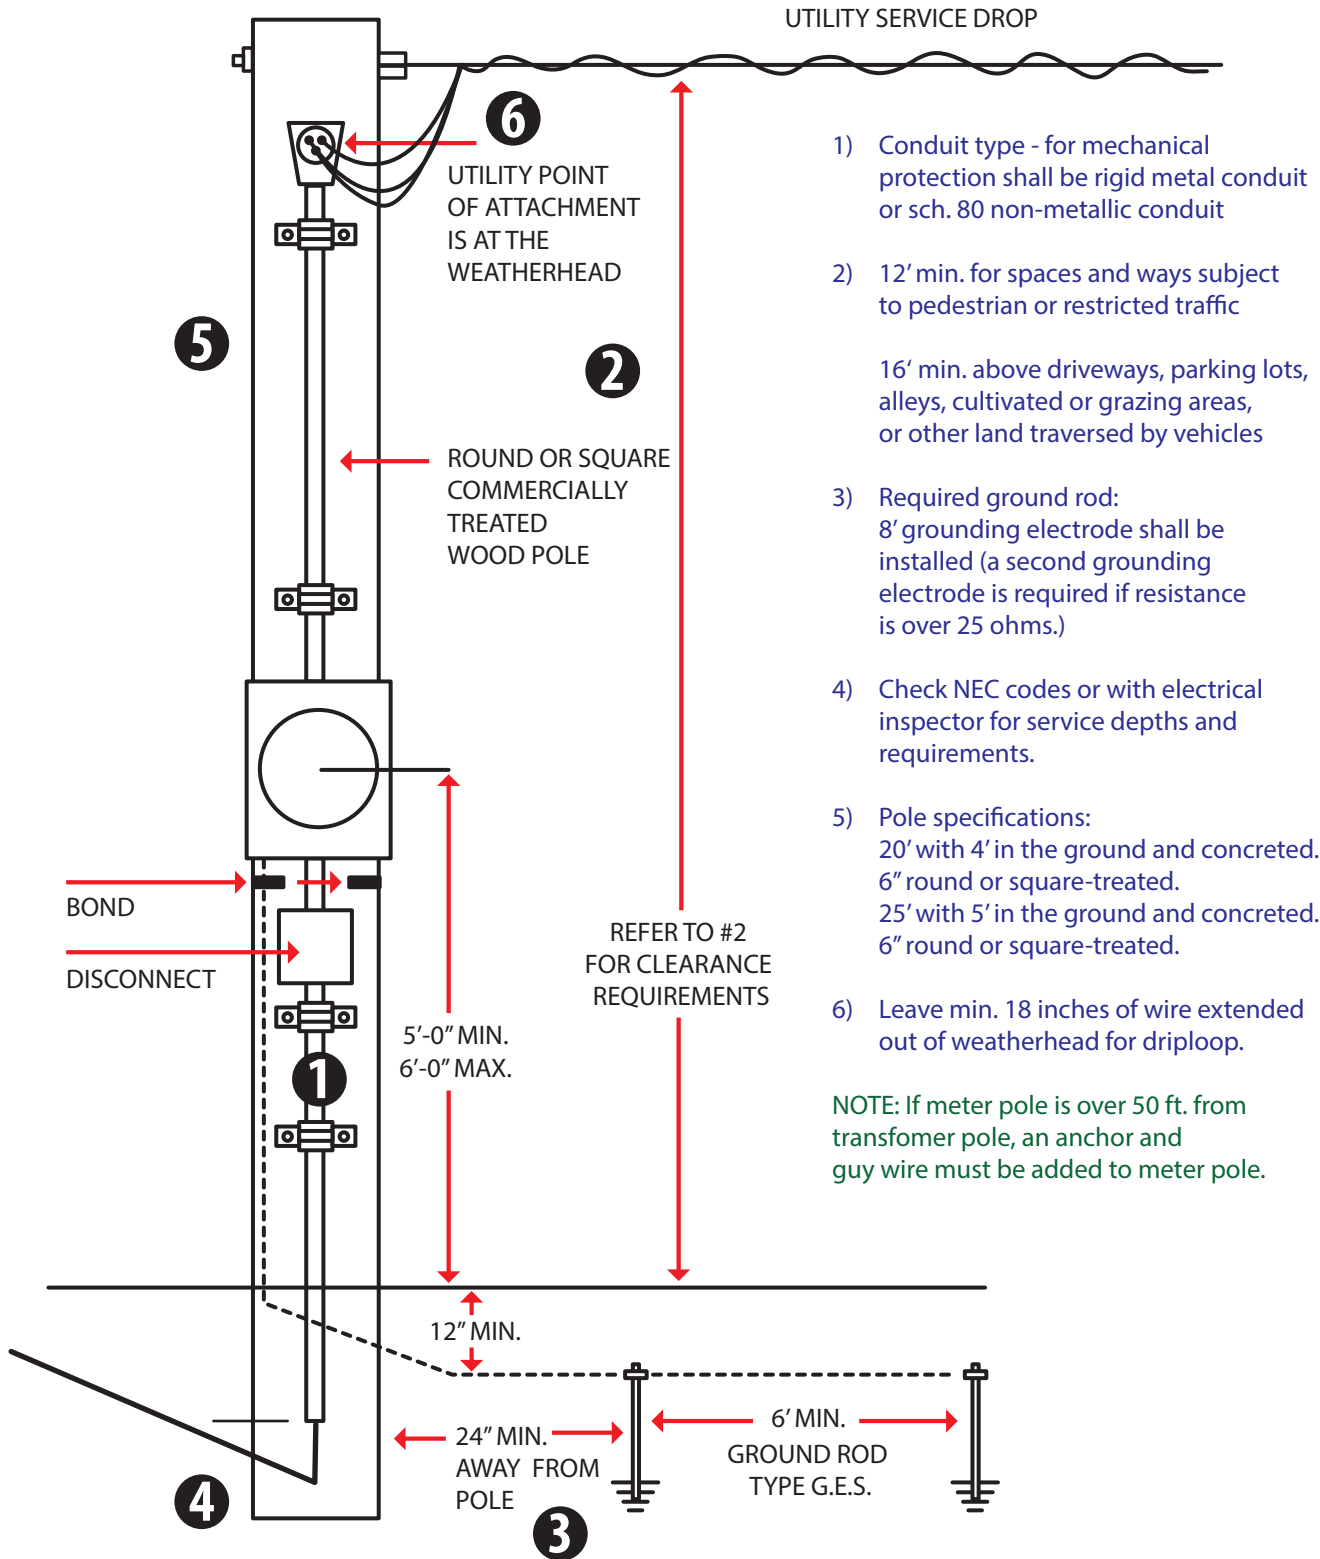 UTILITY SERVICE DROP
6
UTILITY POINT
OF ATTACHMENT
IS AT THE
WEATHERHEAD
5
2
ROUND OR SQUARE
COMMERCIALLY
TREATED
WOOD POLE
BOND
DISCONNECT
REFER TO #2
FOR CLEARANCE
REQUIREMENTS
5’-0” MIN.
6’-0” MAX.
1
12” MIN.
24” MIN.
AWAY FROM
POLE
6’ MIN.
GROUND ROD
TYPE G.E.S.
4
3
1) Conduit type - for mechanical
protection shall be rigid metal conduit
or sch. 80 non-metallic conduit
2) 12’ min. for spaces and ways subject
to pedestrian or restricted traffic
16‘ min. above driveways, parking lots,
alleys, cultivated or grazing areas,
or other land traversed by vehicles
3) Required ground rod:
8’ grounding electrode shall be
installed (a second grounding
electrode is required if resistance
is over 25 ohms.)
4) Check NEC codes or with electrical
inspector for service depths and
requirements.
5) Pole specifications:
20’ with 4’ in the ground and concreted.
6” round or square-treated.
25’ with 5’ in the ground and concreted.
6” round or square-treated.
6) Leave min. 18 inches of wire extended
out of weatherhead for driploop.
NOTE: If meter pole is over 50 ft. from
transfomer pole, an anchor and
guy wire must be added to meter pole.